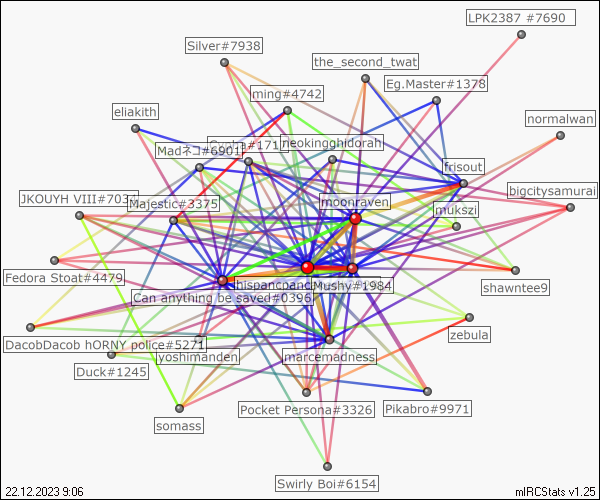 LPK2387 #7690
Silver#7938
the_second_twat
Eg.Master#1378
ming#4742
eliakith
normalwan
neokingghidorah
Madネコ#6901
frisout
bigcitysamurai
JKOUYH VIII#703
Majestic#3375
moonraven
mukszi
Fedora Stoat#4479
shawntee9
Mushy#1984
Can anything be saved#0396
zebula
DacobDacob hORNY police#5271
yoshimanden
marcemadness
Duck#1245
Pocket Persona#3326
Pikabro#9971
somass
Swirly Boi#6154
22.12.2023 9:06
mIRCStats v1.25